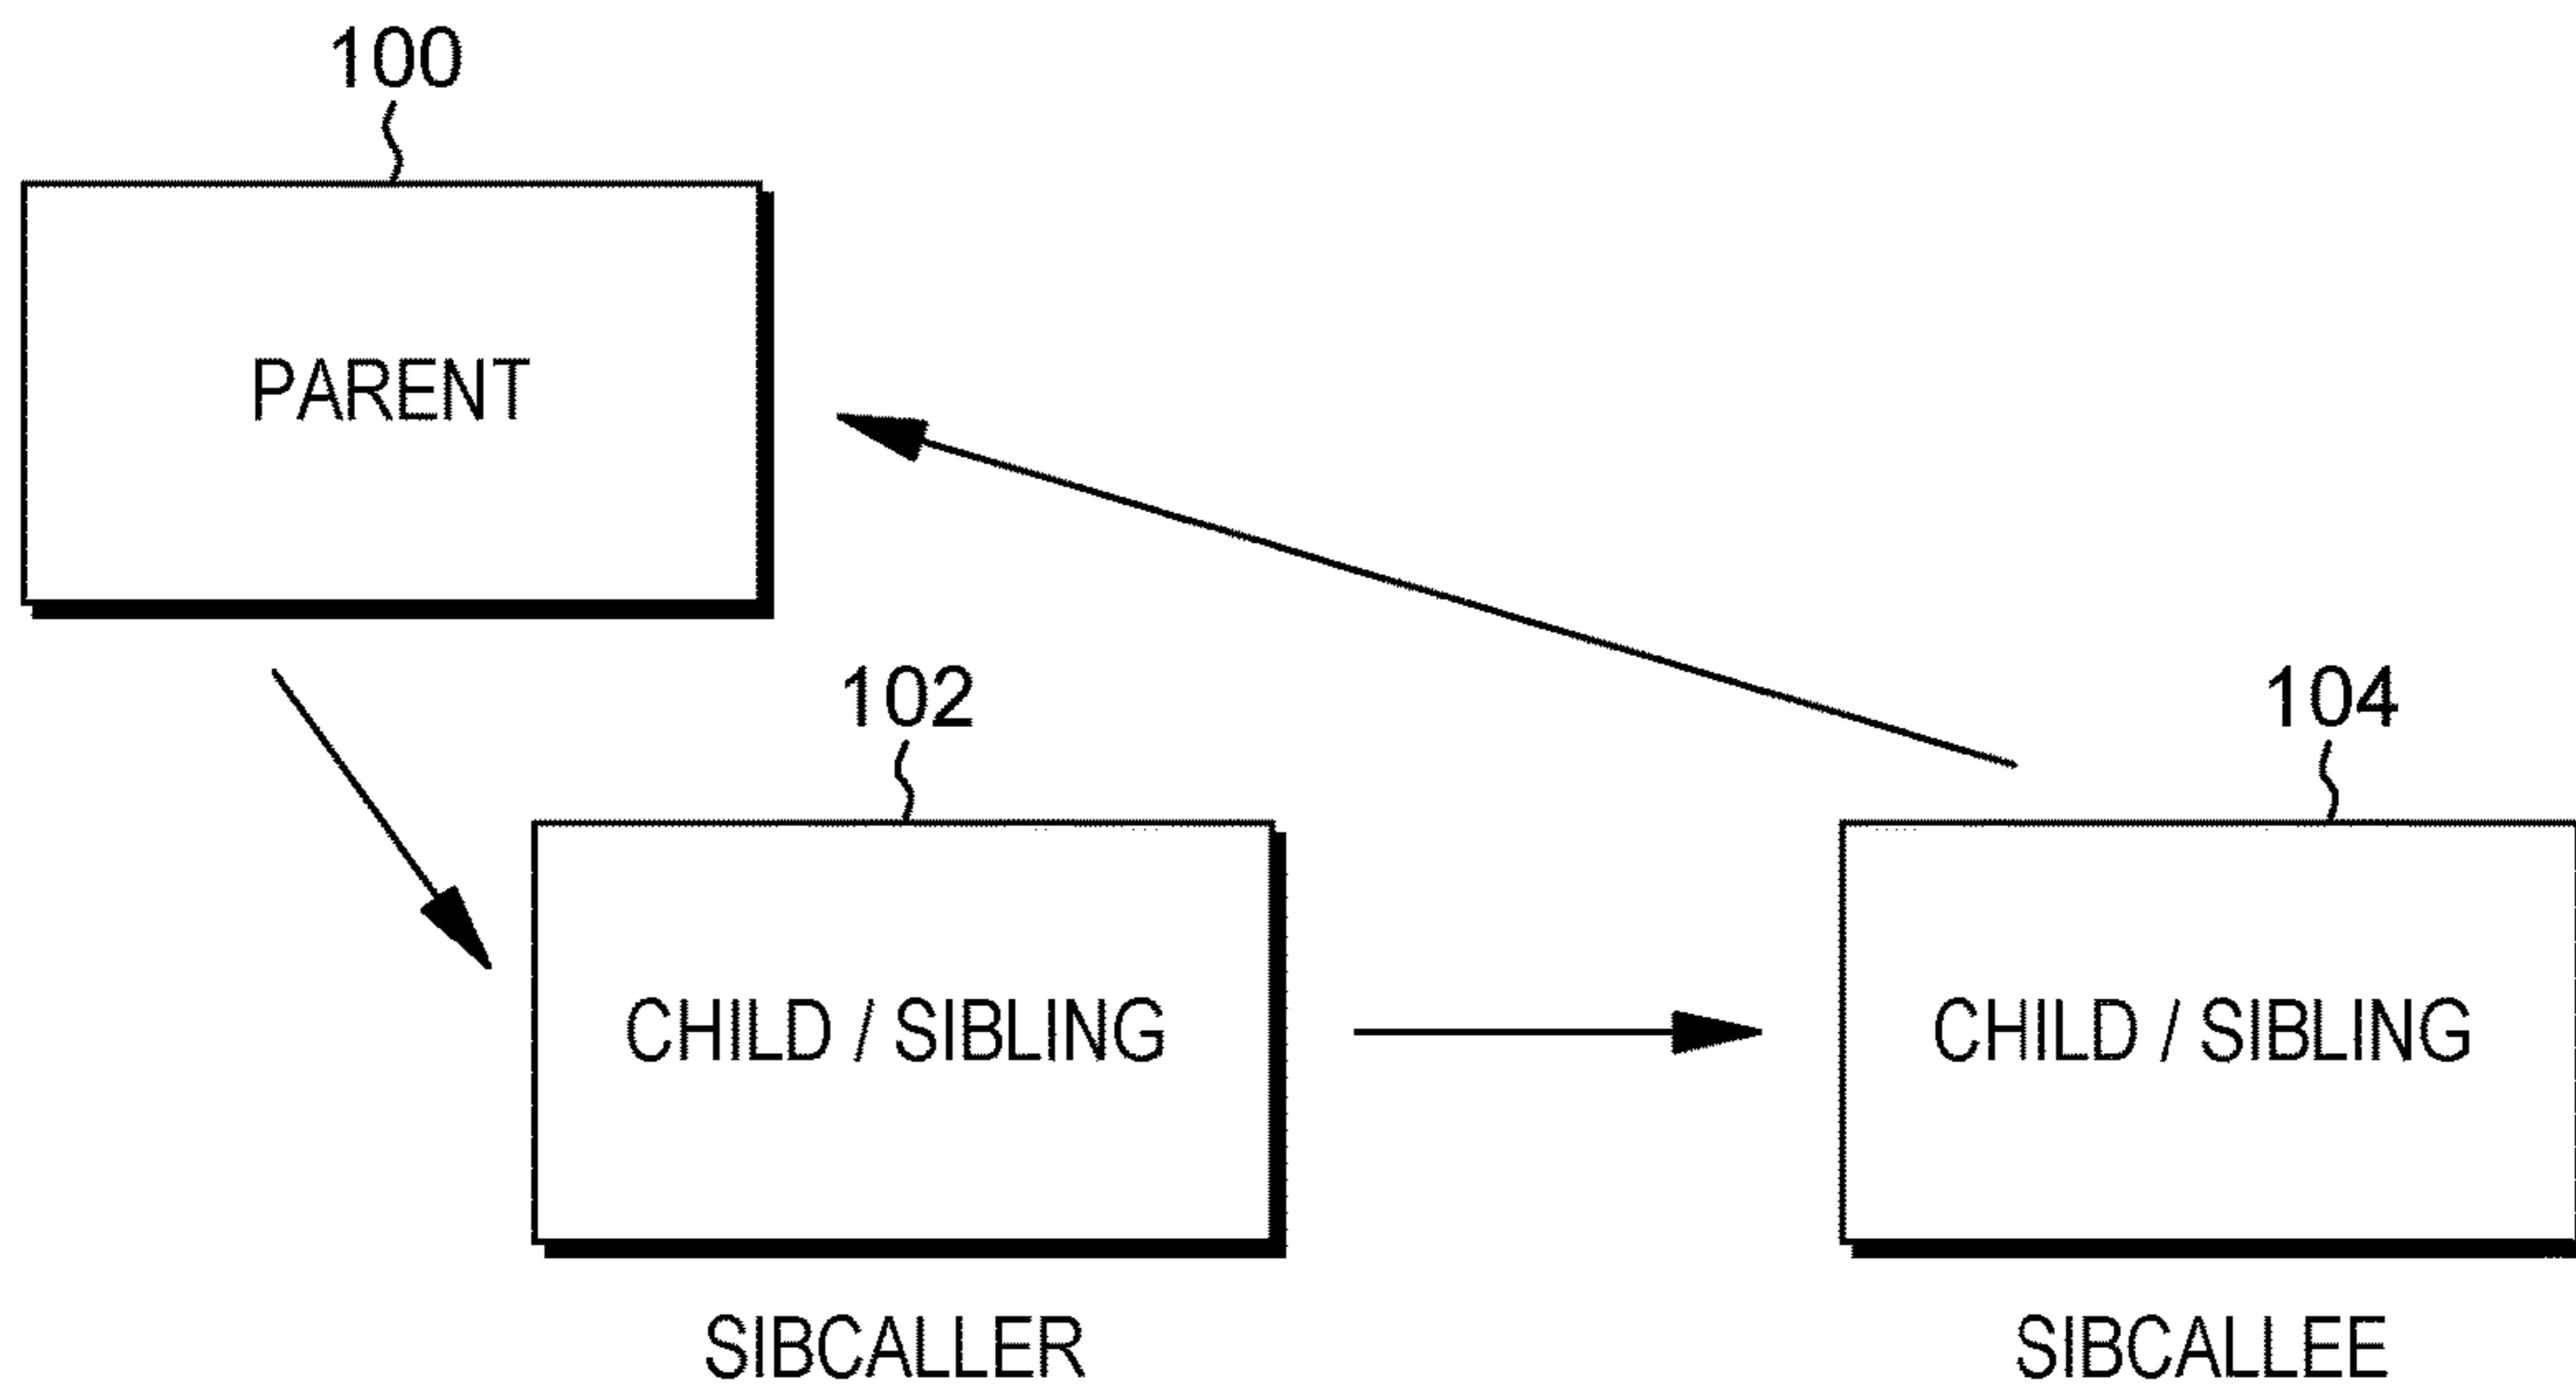 100
PARENT
102
104
CHILD / SIBLING
CHILD / SIBLING
SIBCALLER
SIBCALLEE